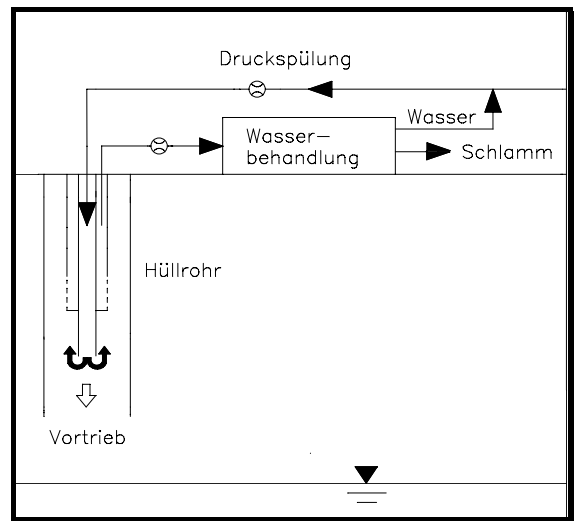 Druckspülung
Wasser
Wasser–
behandlung
Schlamm
Hüllrohr
Vortrieb